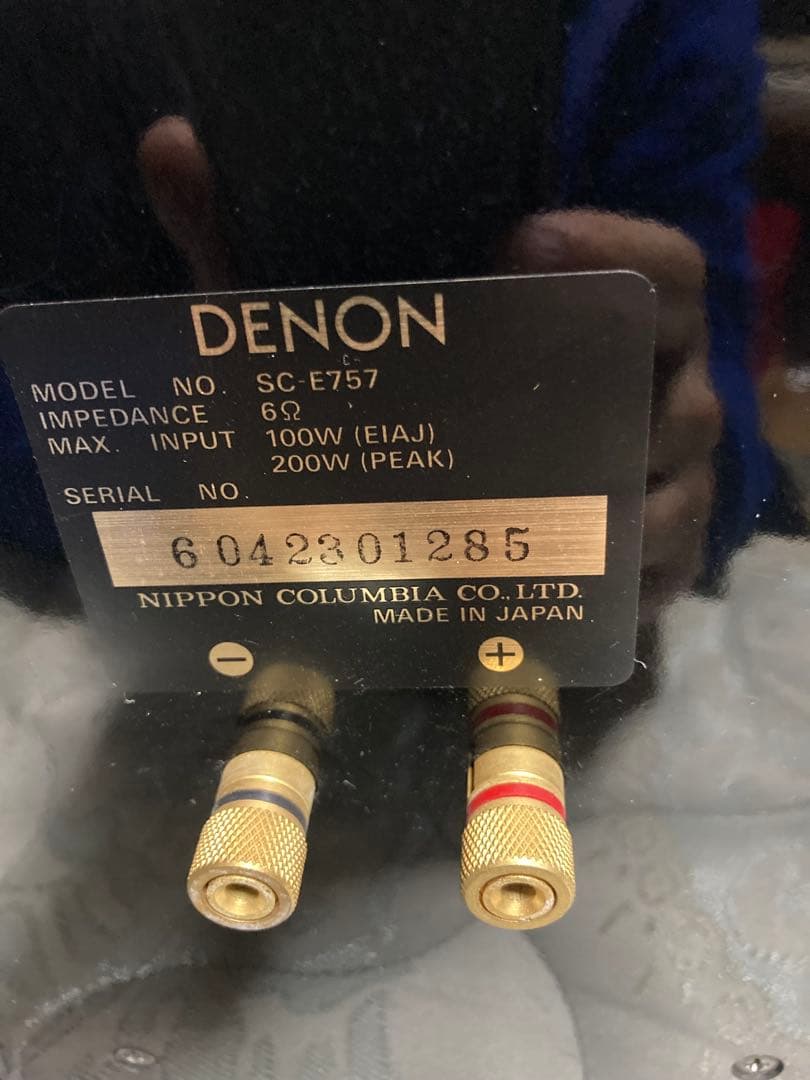 DENON
MODEL NO. SC-E757
IMPEDANCE 6Ω
MAX. INPUT 100W (EIAJ)
200W (PEAK)
SERIAL NO.
6042301285
NIPPON COLUMBIA CO.,LTD.
MADE IN JAPAN
− +